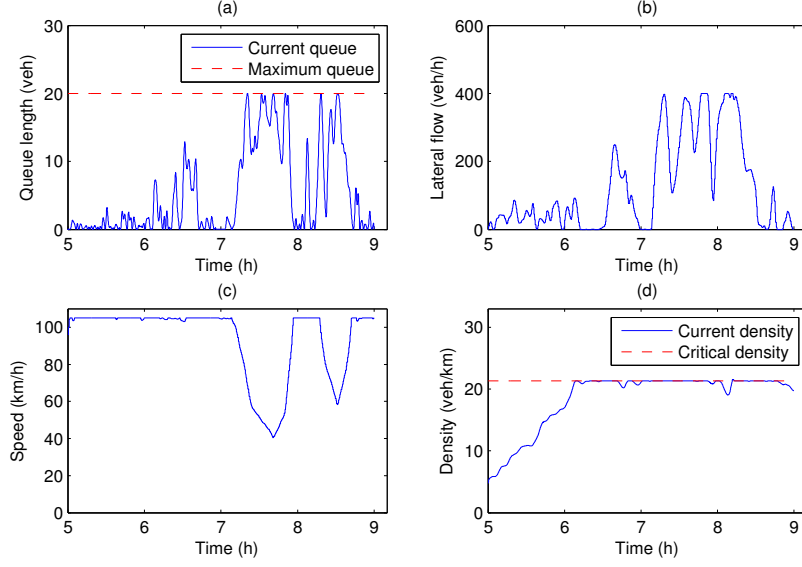 (a)
30
20
10
0
Queue length (veh)
Current queue
Maximum queue
5 6 7 8 9
Time (h)
(b)
600
400
200
0
Lateral flow (veh/h)
5 6 7 8 9
Time (h)
(c)
100
80
60
40
20
0
Speed (km/h)
5 6 7 8 9
Time (h)
(d)
30
20
10
0
Density (veh/km)
Current density
Critical density
5 6 7 8 9
Time (h)